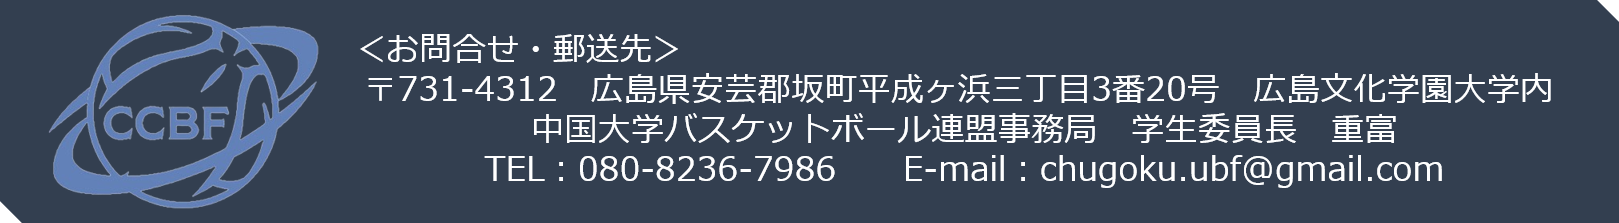 CCBF
＜お問合せ・郵送先＞
〒731-4312　広島県安芸郡坂町平成ヶ浜三丁目3番20号　広島文化学園大学内
中国大学バスケットボール連盟事務局　学生委員長　重富
TEL：080-8236-7986　　E-mail：chugoku.ubf@gmail.com